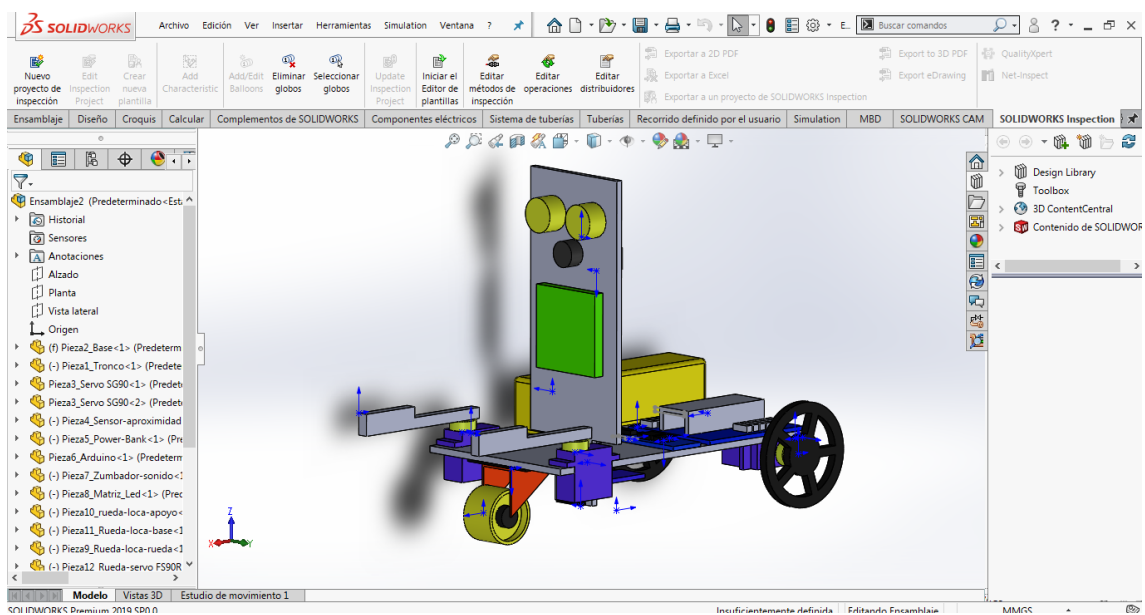 SOLIDWORKS Archivo Edición Ver Insertar Herramientas Simulation Ventana ? E... Buscar comandos ?
Nuevo proyecto de inspección
Edit Inspection Project
Crear nueva plantilla
Add Characteristic
Add/Edit Balloons
Eliminar globos
Seleccionar globos
Update Inspection Project
Iniciar el Editor de plantillas
Editar métodos de inspección
Editar operaciones
Editar distribuidores
Exportar a 2D PDF
Exportar a Excel
Exportar a un proyecto de SOLIDWORKS Inspection
Export to 3D PDF
Export eDrawing
QualityXpert
Net-Inspect
Ensamblaje Diseño Croquis Calcular Complementos de SOLIDWORKS Componentes eléctricos Sistema de tuberías Tuberías Recorrido definido por el usuario Simulation MBD SOLIDWORKS CAM SOLIDWORKS Inspection
Ensamblaje2 (Predeterminado<Est
Historial
Sensores
Anotaciones
Alzado
Planta
Vista lateral
Origen
(f) Pieza2_Base<1> (Predeterm
(-) Pieza1_Tronco<1> (Predete
Pieza3_Servo SG90<1> (Predet
Pieza3_Servo SG90<2> (Predet
(-) Pieza4_Sensor-aproximidad
(-) Pieza5_Power-Bank<1> (Pre
Pieza6_Arduino<1> (Predeterm
(-) Pieza7_Zumbador-sonido<1
(-) Pieza8_Matriz_Led<1> (Prec
(-) Pieza10_rueda-loca-apoyo<
(-) Pieza11_Rueda-loca-base<1
(-) Pieza9_Rueda-loca-rueda<1
(-) Pieza12 Rueda-servo FS90R
Z
X
Y
Design Library
Toolbox
3D ContentCentral
Contenido de SOLIDWOR
Modelo Vistas 3D Estudio de movimiento 1
SOLIDWORKS Premium 2019 SP0.0 Insuficientemente definida Editando Ensamblaje MMGS